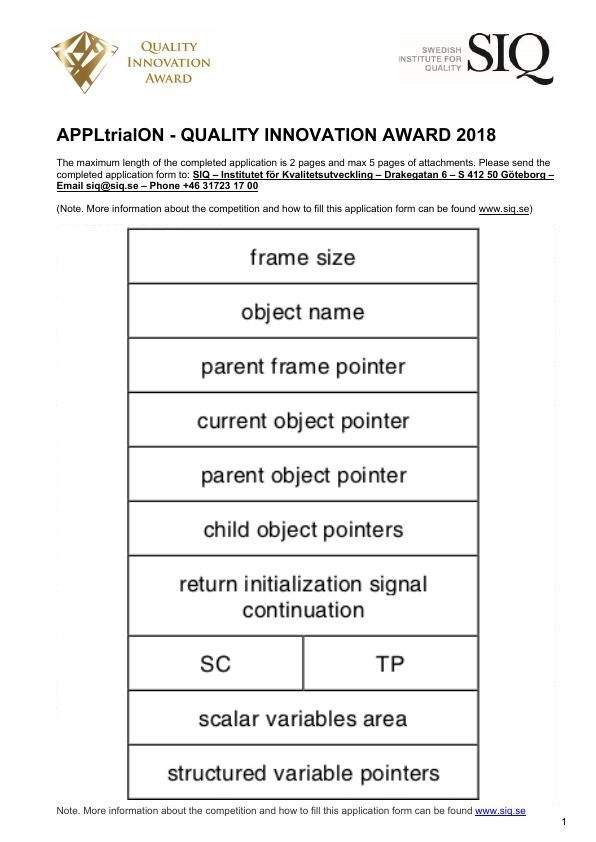 QUALITY
INNOVATION
AWARD
SWEDISH
INSTITUTE FOR
QUALITY
SIQ
APPLtrialON - QUALITY INNOVATION AWARD 2018
The maximum length of the completed application is 2 pages and max 5 pages of attachments. Please send the
completed application form to: SIQ – Institutet för Kvalitetsutveckling – Drakegatan 6 – S 412 50 Göteborg –
Email siq@siq.se – Phone +46 31723 17 00
(Note. More information about the competition and how to fill this application form can be found www.siq.se)
frame size
object name
parent frame pointer
current object pointer
parent object pointer
child object pointers
return initialization signal
continuation
SC TP
scalar variables area
structured variable pointers
Note. More information about the competition and how to fill this application form can be found www.siq.se
1